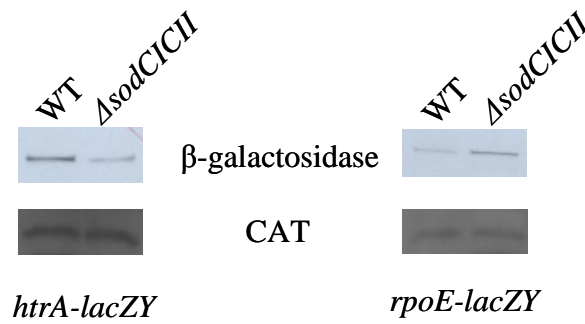 WT ΔsodCICII WT ΔsodCICII
β-galactosidase
CAT
htrA-lacZY rpoE-lacZY